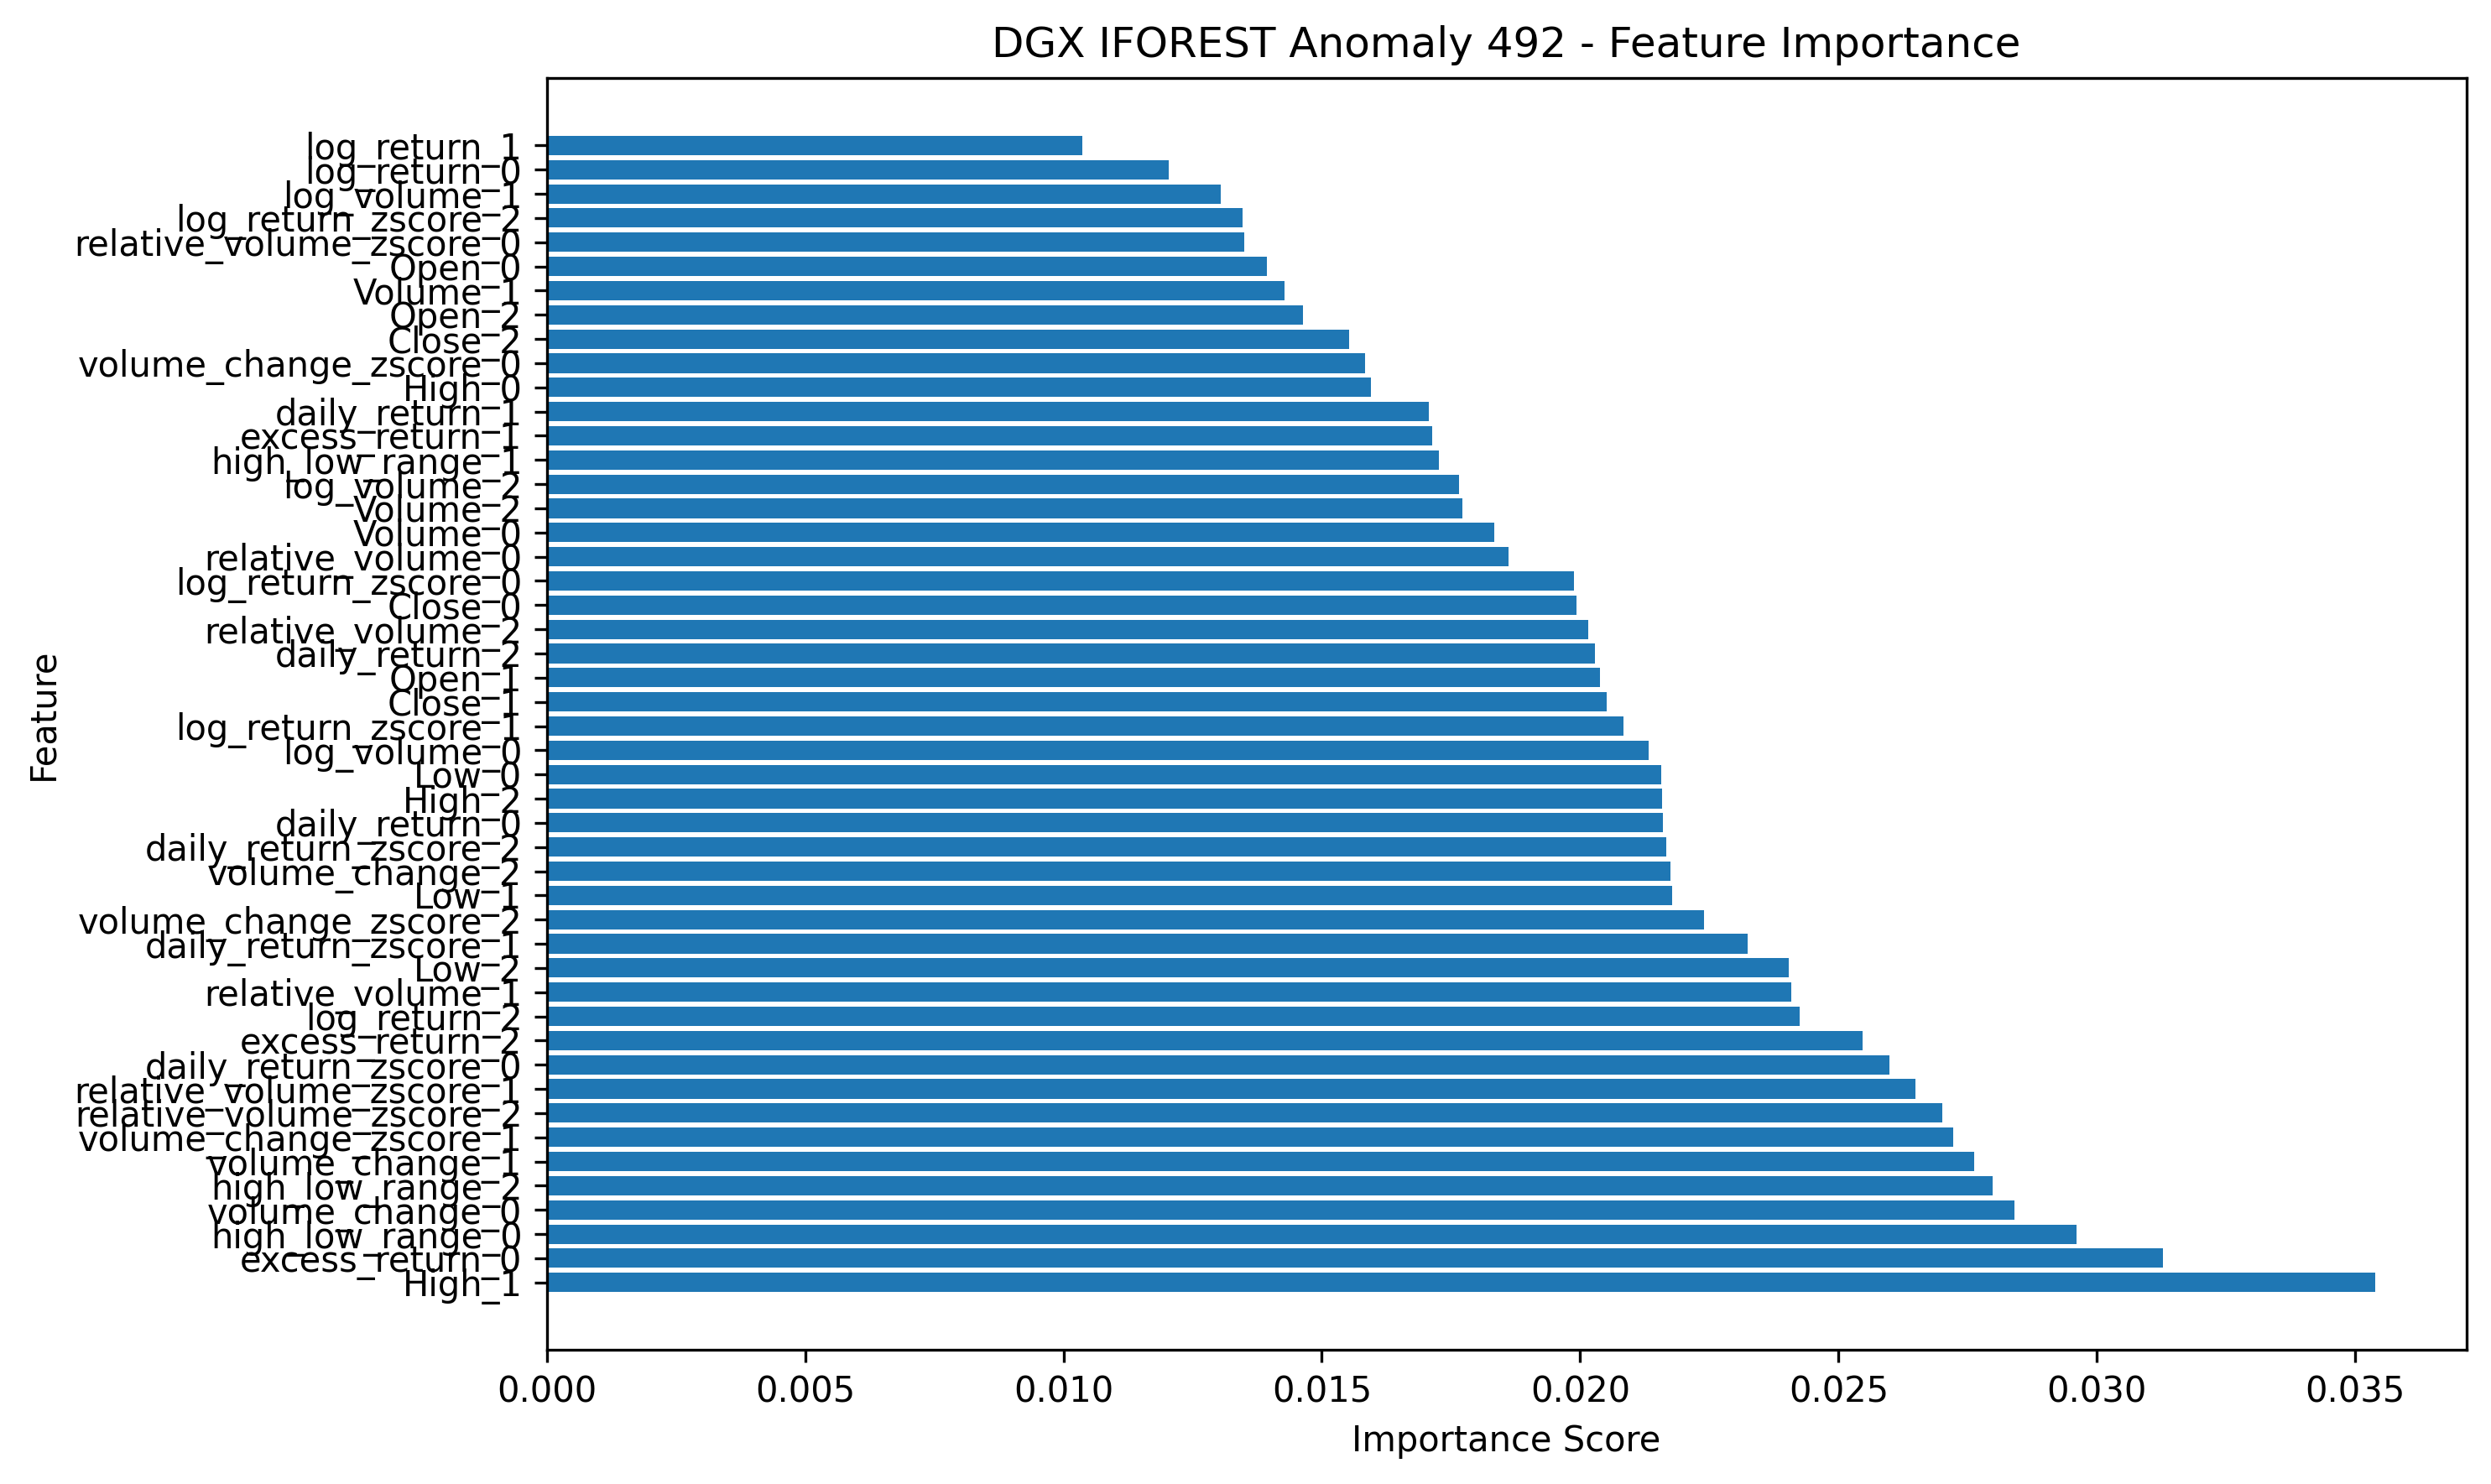 DGX IFOREST Anomaly 492 - Feature Importance
log_return_1
log_return_0
log_volume_1
log_return_zscore_2
relative_volume_zscore_0
Open_0
Volume_1
Open_2
Close_2
volume_change_zscore_0
High_0
daily_return_1
excess_return_1
high_low_range_1
log_volume_2
Volume_2
Volume_0
relative_volume_0
log_return_zscore_0
Close_0
relative_volume_2
daily_return_2
Open_1
Close_1
log_return_zscore_1
log_volume_0
Low_0
High_2
daily_return_0
daily_return_zscore_2
volume_change_2
Low_1
volume_change_zscore_2
daily_return_zscore_1
Low_2
relative_volume_1
log_return_2
excess_return_2
daily_return_zscore_0
relative_volume_zscore_1
relative_volume_zscore_2
volume_change_zscore_1
volume_change_1
high_low_range_2
volume_change_0
high_low_range_0
excess_return_0
High_1
Feature
0.000 0.005 0.010 0.015 0.020 0.025 0.030 0.035
Importance Score